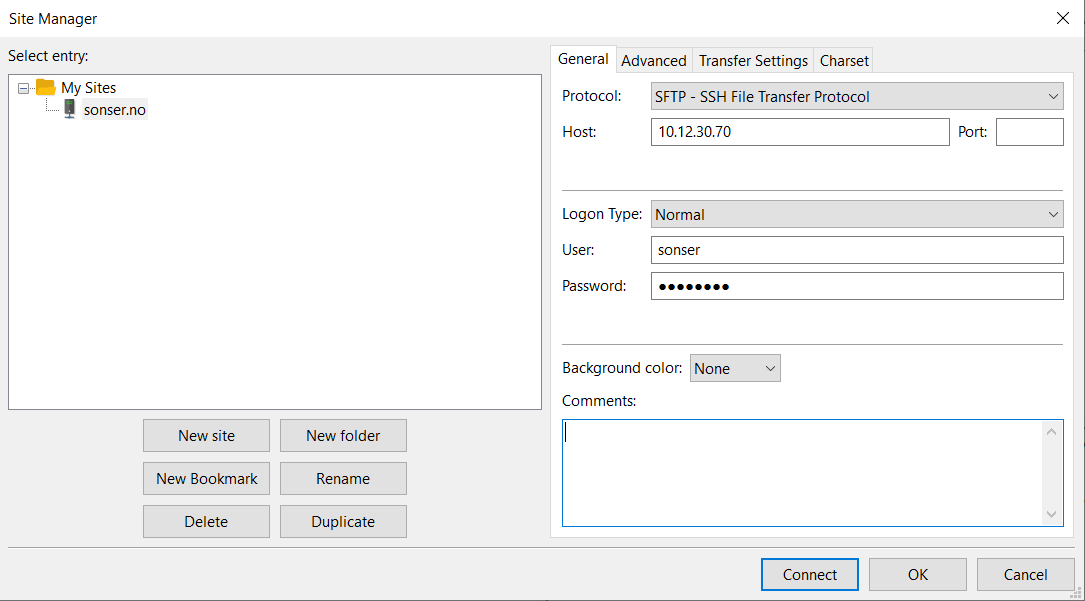 Site Manager
Select entry:
My Sites
sonser.no
New site
New folder
New Bookmark
Rename
Delete
Duplicate
General
Advanced
Transfer Settings
Charset
Protocol:
SFTP - SSH File Transfer Protocol
Host:
10.12.30.70
Port:
Logon Type:
Normal
User:
sonser
Password:
●●●●●●●●
Background color:
None
Comments:
Connect
OK
Cancel